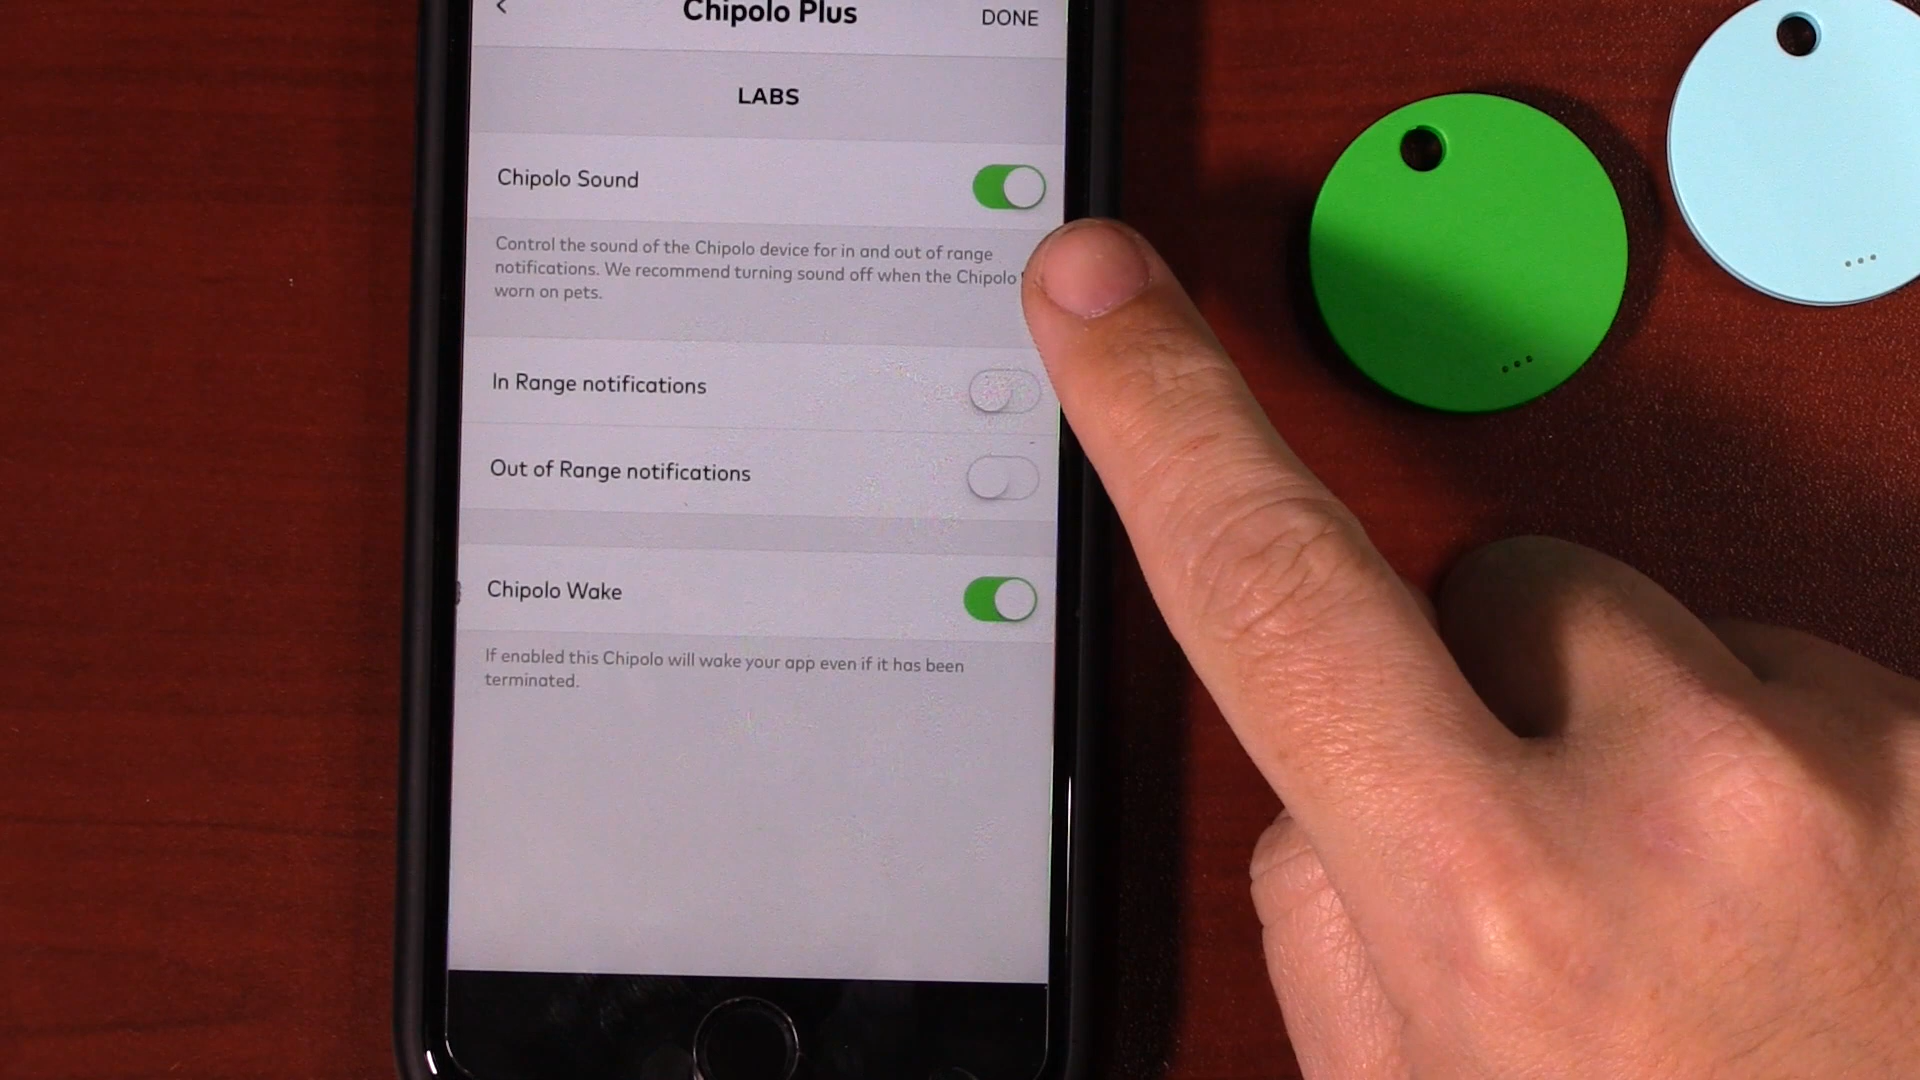 Chipolo Plus
DONE
LABS
Chipolo Sound
Control the sound of the Chipolo device for in and out of range
notifications. We recommend turning sound off when the Chipolo
worn on pets.
In Range notifications
Out of Range notifications
Chipolo Wake
If enabled this Chipolo will wake your app even if it has been
terminated.